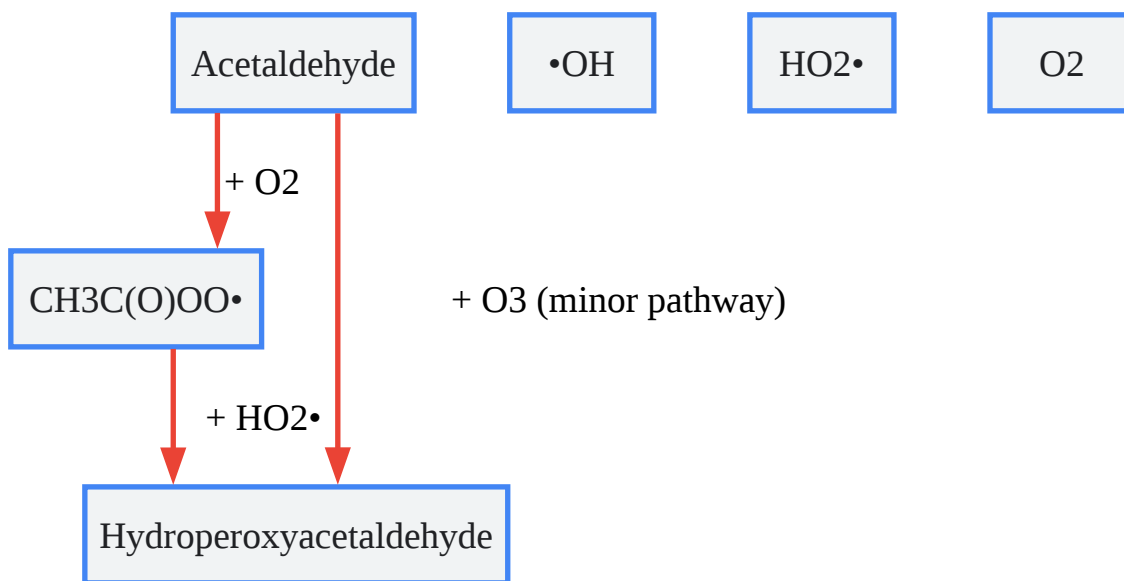 Acetaldehyde
•OH
HO2•
O2
+ O2
CH3C(O)OO•
+ O3 (minor pathway)
+ HO2•
Hydroperoxyacetaldehyde